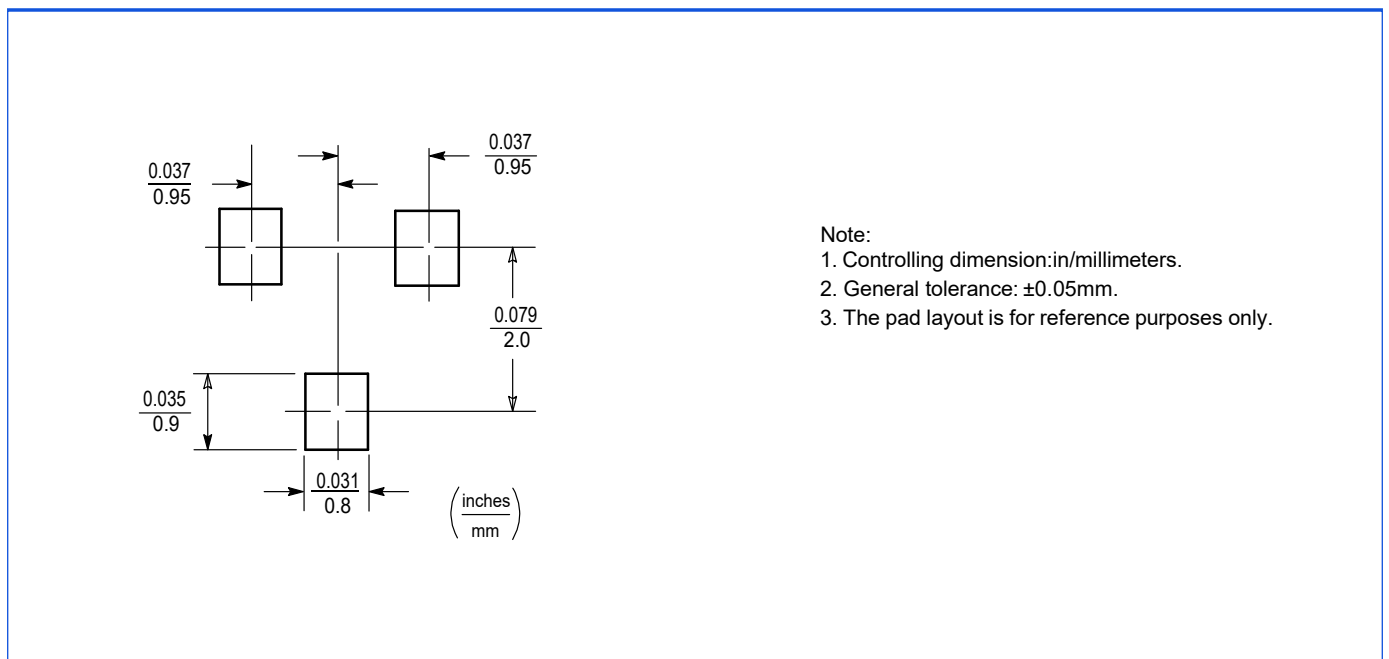 0.037
0.95
0.037
0.95
Note:
1. Controlling dimension:in/millimeters.
2. General tolerance: ±0.05mm.
3. The pad layout is for reference purposes only.
0.079
2.0
0.035
0.9
0.031
0.8
inches
mm